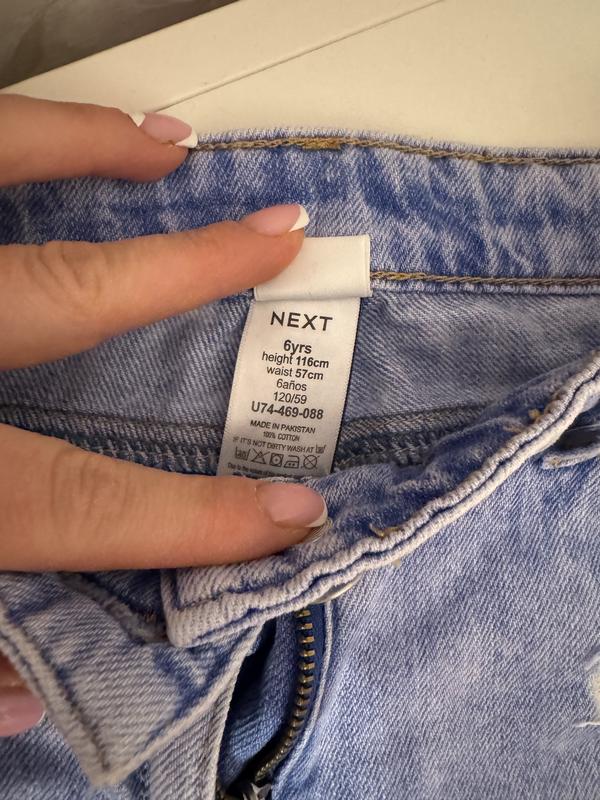 NEXT
6yrs
height 116cm
waist 57cm
6años
120/59
U74-469-088
MADE IN PAKISTAN
100% COTTON
IF IT'S NOT DIRTY WASH AT